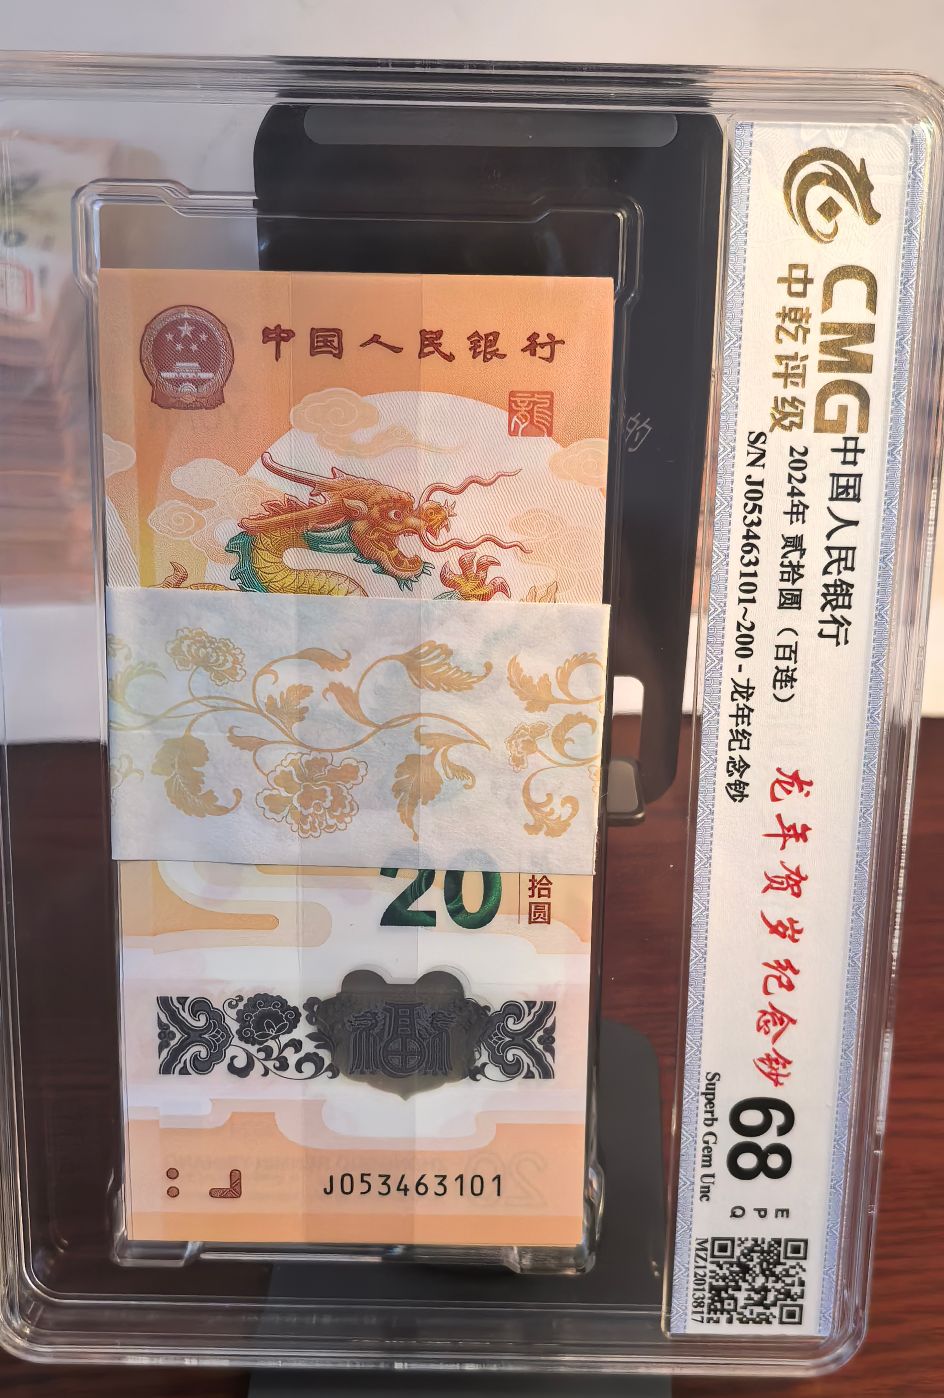 中国人民银行
龍
20
拾圆
J053463101
CMG
中乾评级
中国人民银行
2024年 贰拾圆（百连）
S/N J053463101~200 - 龙年纪念钞
龙年贺岁纪念钞
68
EPQ
Superb Gem Unc
MZ12013817